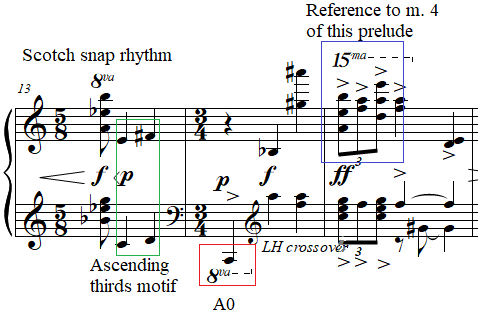 Reference to m. 4
of this prelude
Scotch snap rhythm
15ma
8va
13
5 8
3 4
3
f p
p f
ff
5 8
3 4
LH crossover
8va
3
Ascending
thirds motif
A0